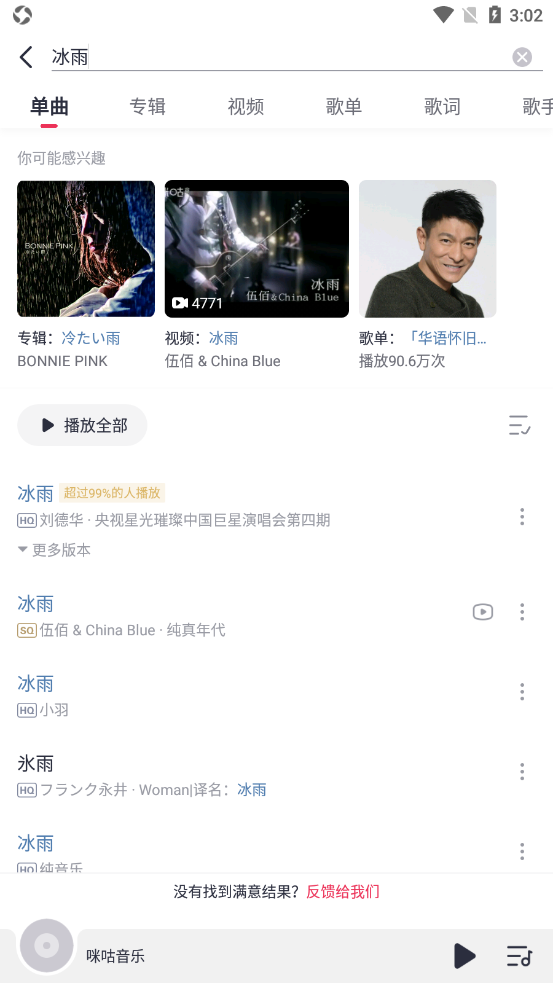 3:02
冰雨
单曲 专辑 视频 歌单 歌词 歌手
你可能感兴趣
BONNIE PINK
冰雨
伍佰&China Blue
4771
专辑：冷たい雨
BONNIE PINK
视频：冰雨
伍佰 & China Blue
歌单：「华语怀旧...
播放90.6万次
播放全部
冰雨 超过99%的人播放
HQ 刘德华 · 央视星光璀璨中国巨星演唱会第四期
更多版本
冰雨
SQ 伍佰 & China Blue · 纯真年代
冰雨
HQ 小羽
氷雨
HQ フランク永井 · Woman|译名：冰雨
冰雨
HQ 纯音乐
没有找到满意结果？反馈给我们
咪咕音乐